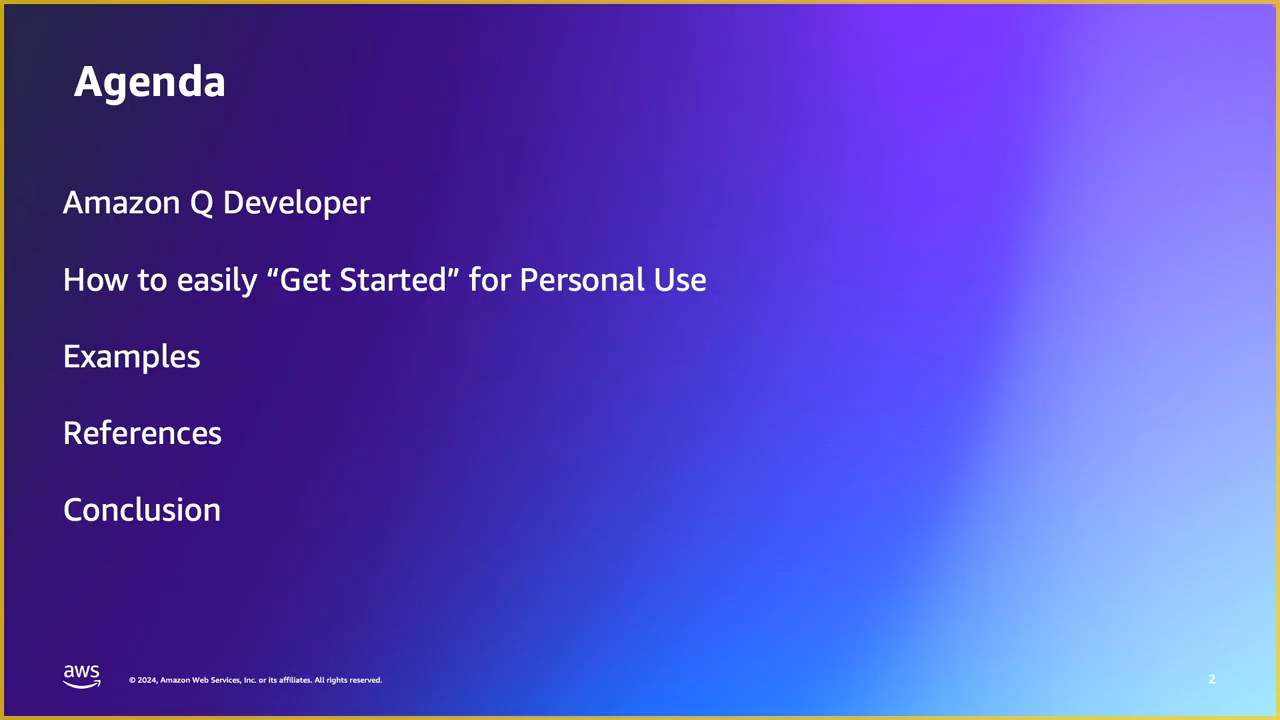 Agenda
Amazon Q Developer
How to easily “Get Started” for Personal Use
Examples
References
Conclusion
aws
© 2024, Amazon Web Services, Inc. or its affiliates. All rights reserved.
2